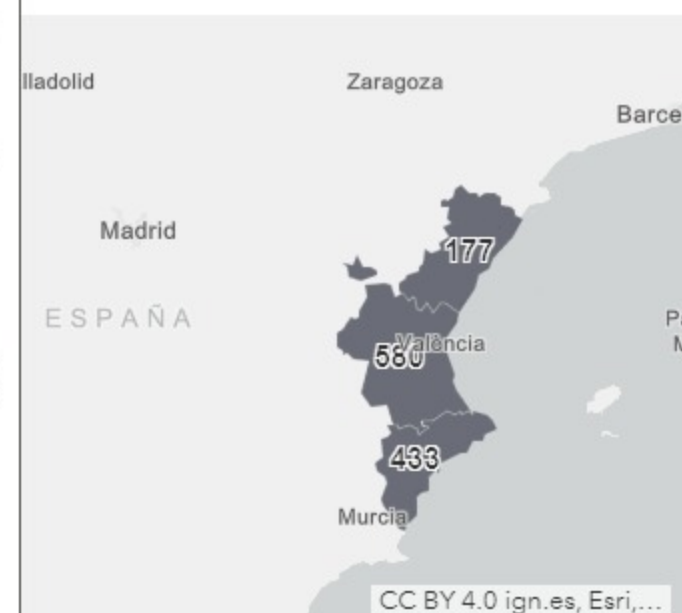 lladolid
Zaragoza
Barce
Madrid
177
ESPAÑA
P
València
M
580
433
Murcia
CC BY 4.0 ign.es, Esri,...